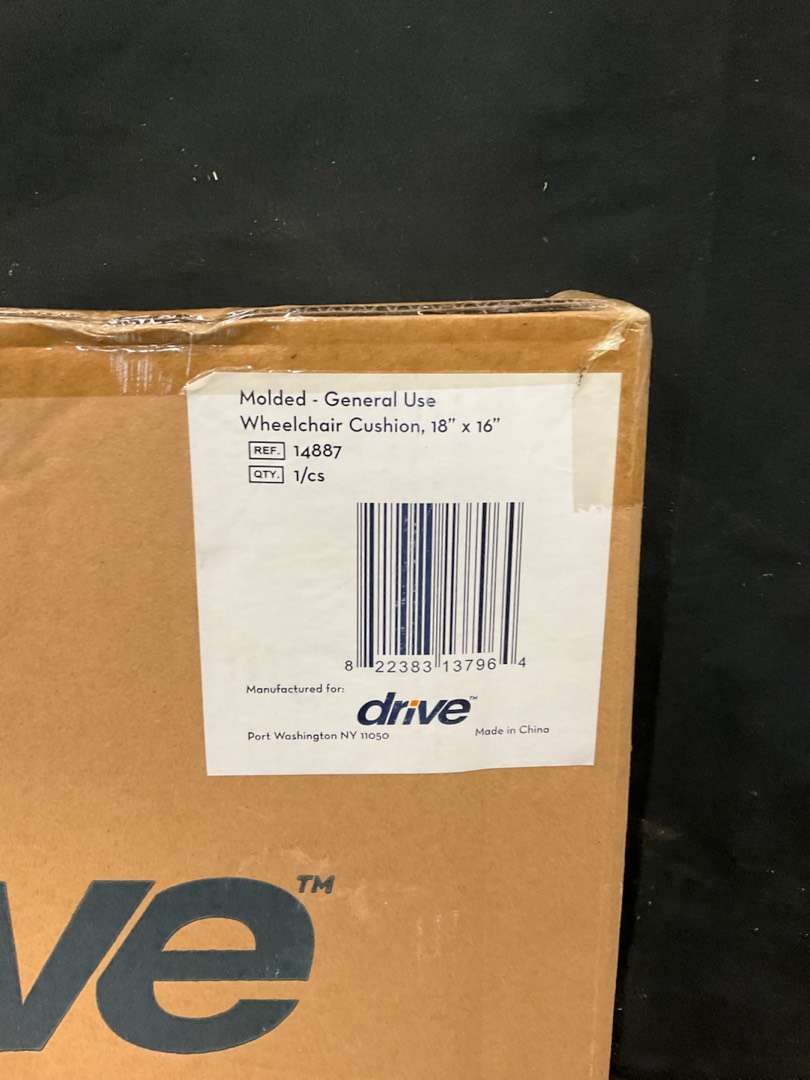 Molded - General Use
Wheelchair Cushion, 18” x 16”
REF. 14887
QTY. 1/cs
8 22383 13796 4
Manufactured for:
drive™
Port Washington NY 11050
Made in China
ve™